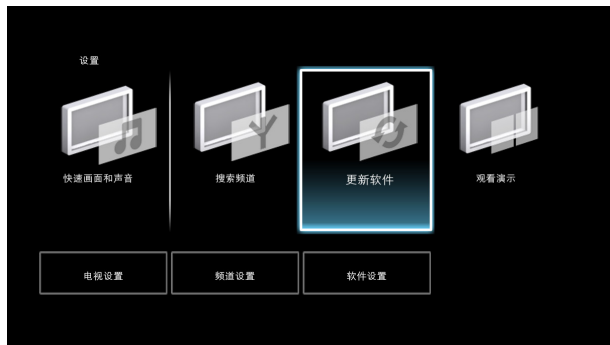 设置
快速画面和声音
搜索频道
更新软件
观看演示
电视设置
频道设置
软件设置